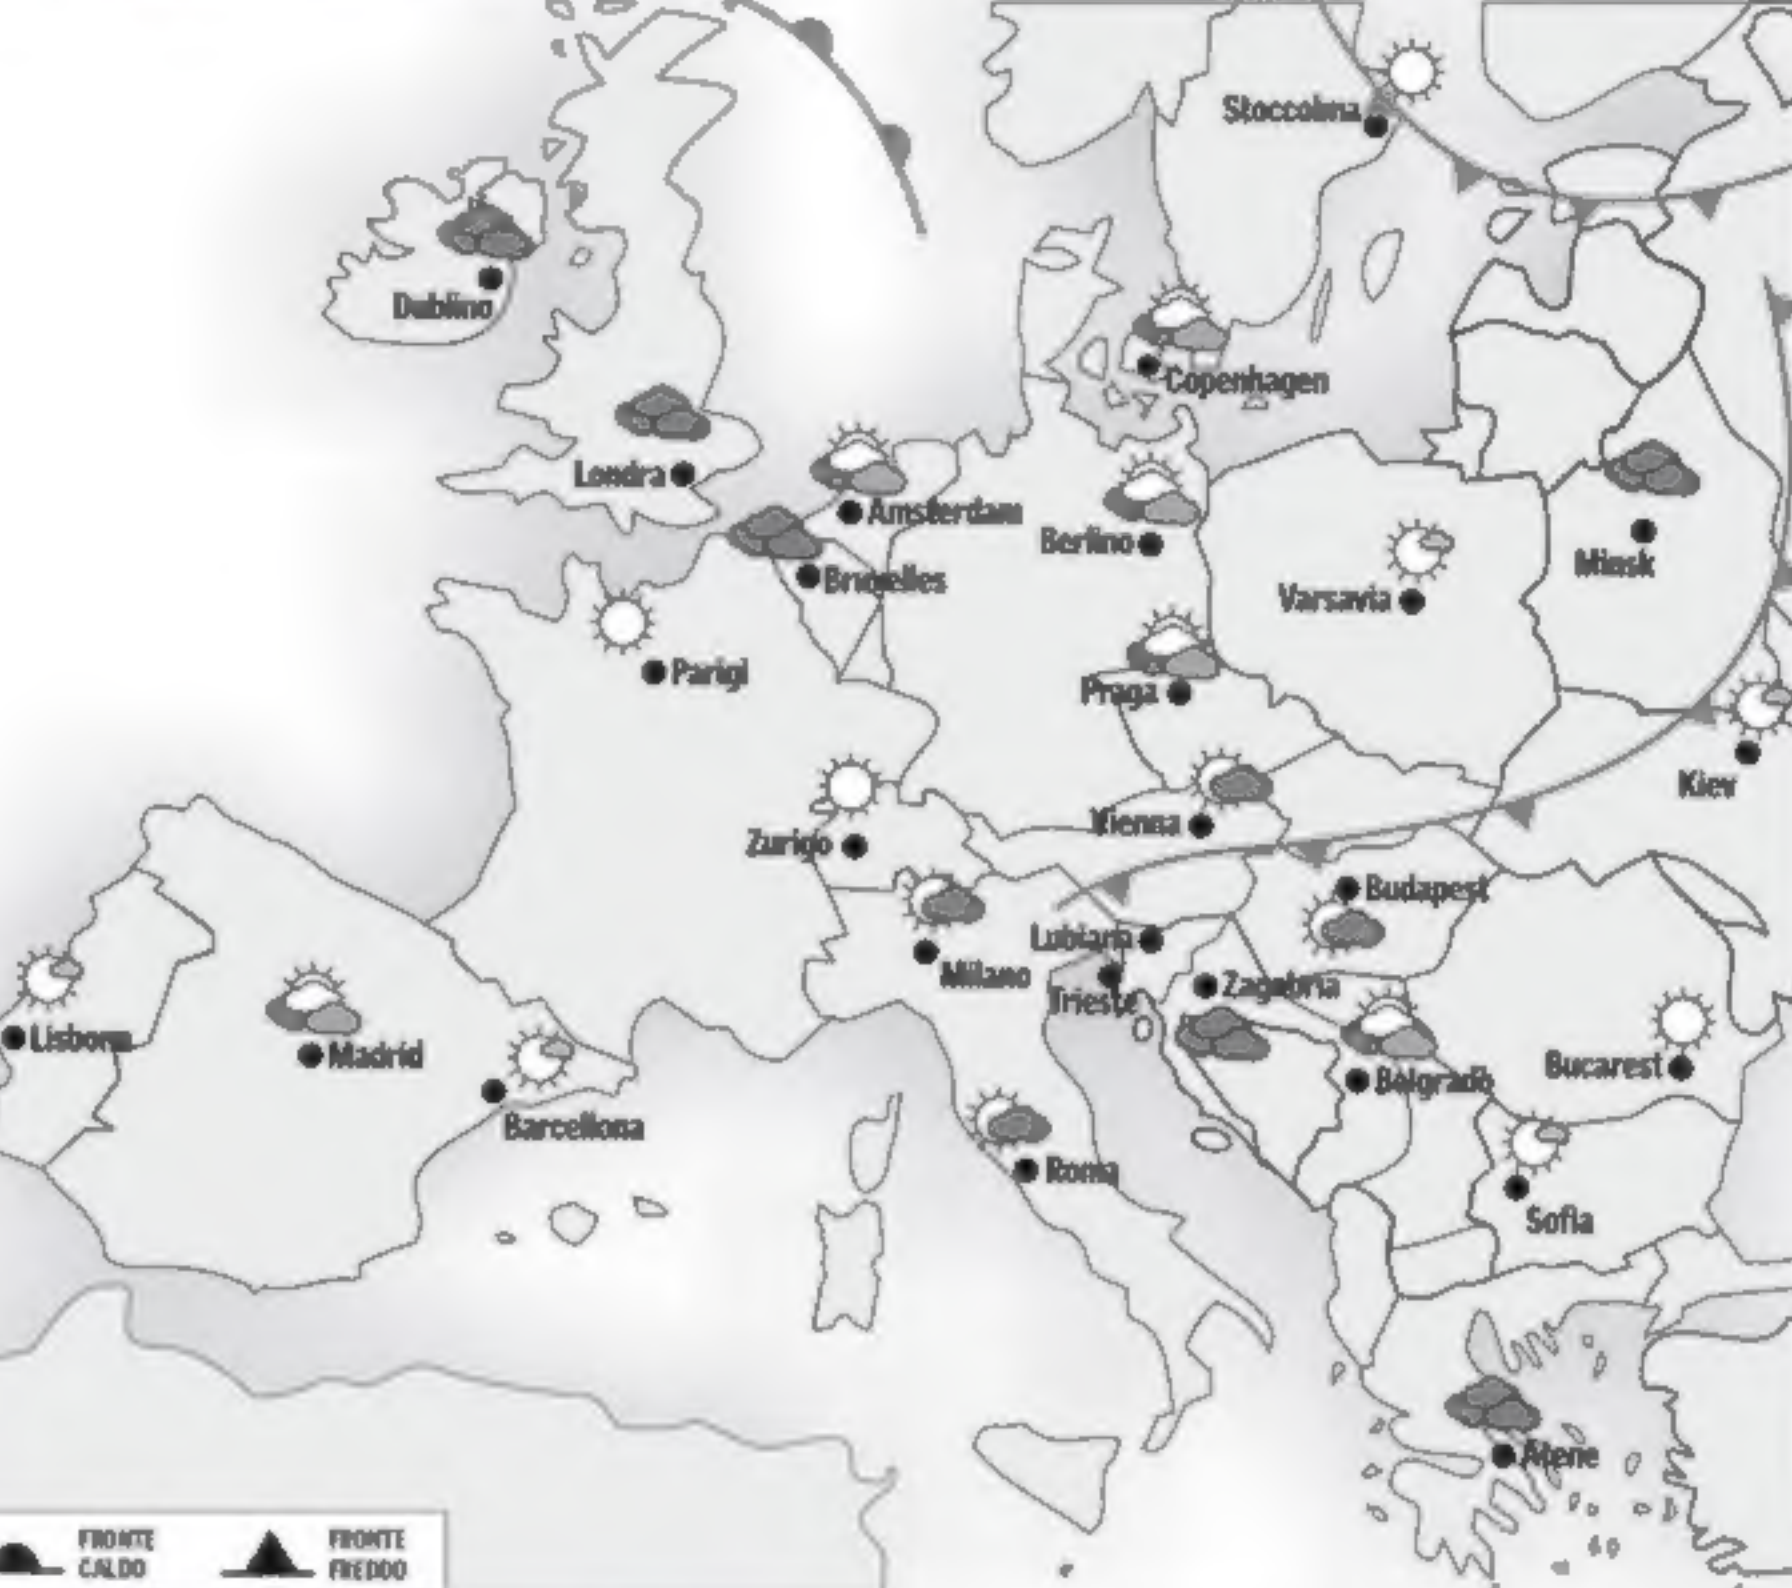 Stoccolma
Dublino
Copenhagen
Londra
Amsterdam
Berlino
Minsk
Bruxelles
Varsavia
Parigi
Praga
Kiev
Vienna
Zurigo
Budapest
Lubiana
Milano
Zagabria
Trieste
Lisbona
Madrid
Bucarest
Belgrado
Barcellona
Roma
Sofia
Atene
FRONTE
CALDO
FRONTE
FREDDO